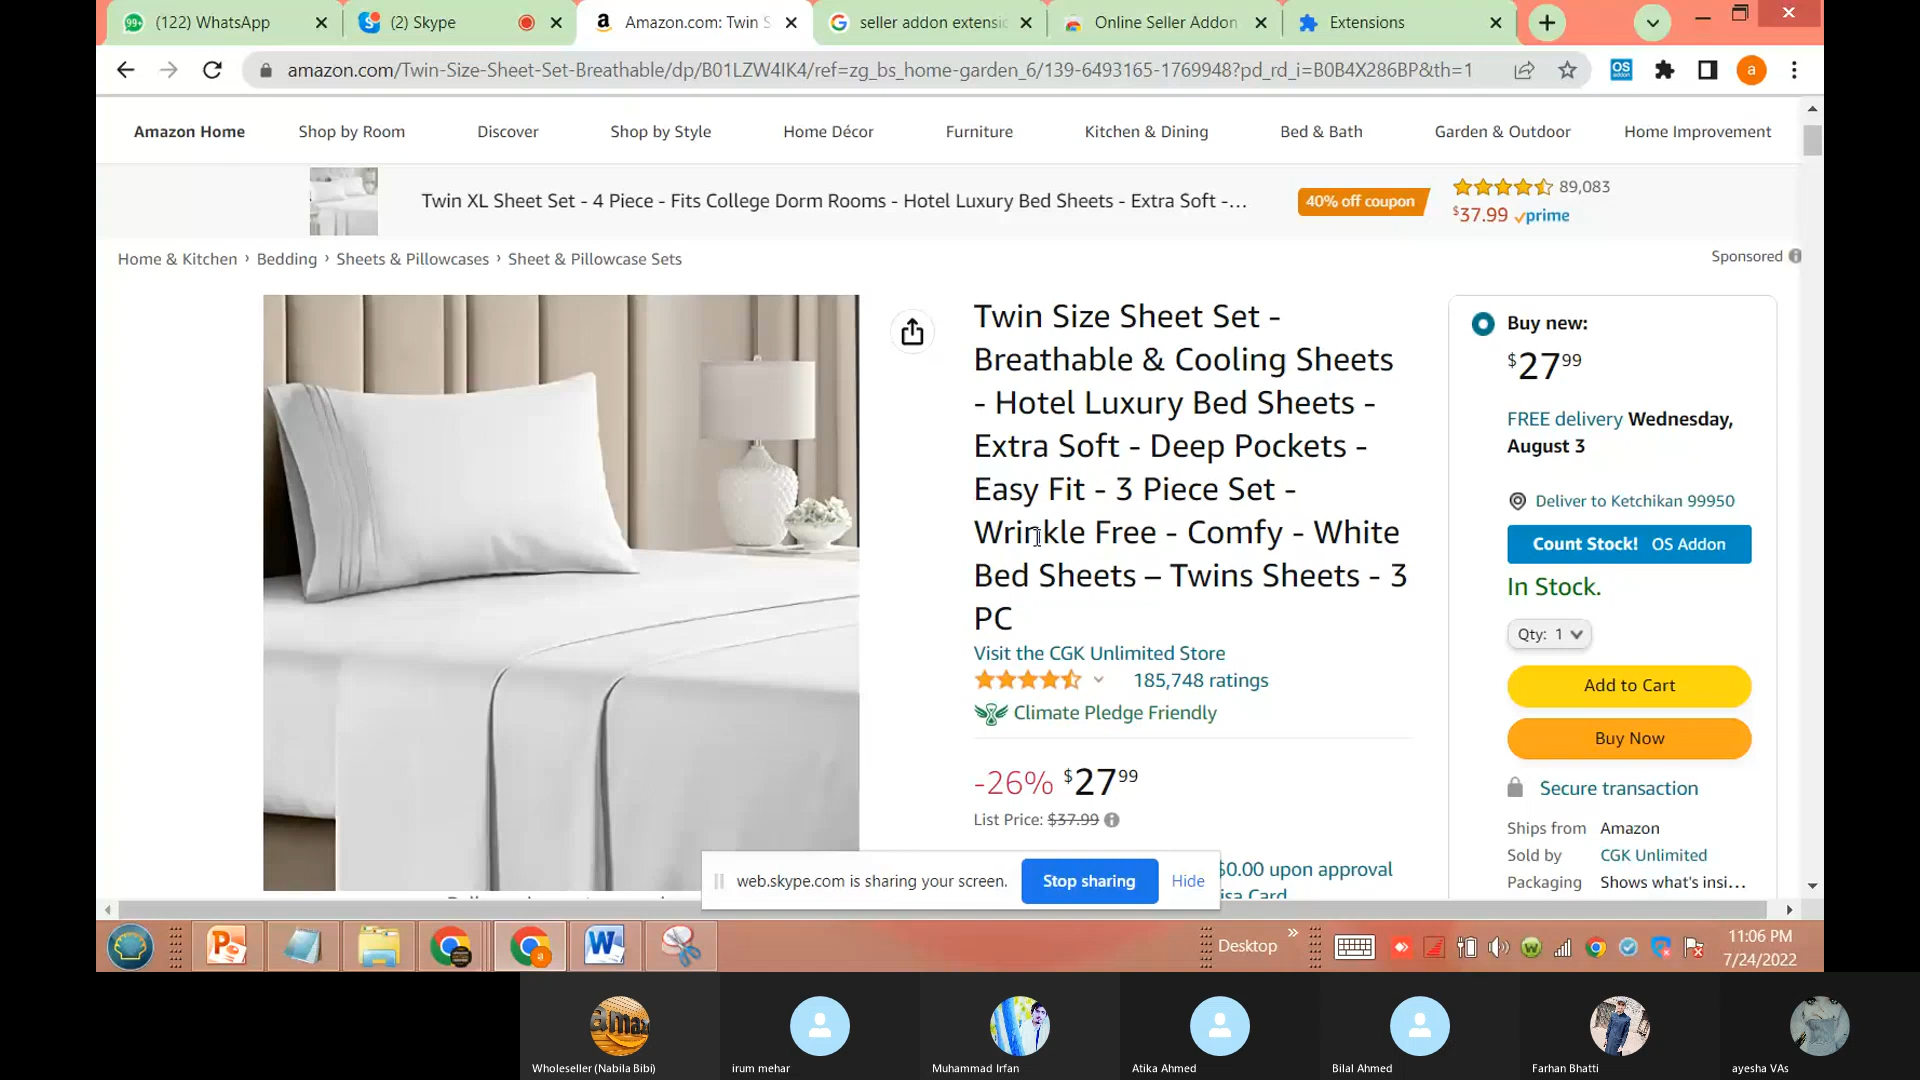 99+
(122) WhatsApp
(2) Skype
Amazon.com: Twin S
seller addon extensio
Online Seller Addon
Extensions
amazon.com/Twin-Size-Sheet-Set-Breathable/dp/B01LZW4IK4/ref=zg_bs_home-garden_6/139-6493165-1769948?pd_rd_i=B0B4X286BP&th=1
OS
addon
a
Amazon Home
Shop by Room
Discover
Shop by Style
Home Décor
Furniture
Kitchen & Dining
Bed & Bath
Garden & Outdoor
Home Improvement
Twin XL Sheet Set - 4 Piece - Fits College Dorm Rooms - Hotel Luxury Bed Sheets - Extra Soft -...
40% off coupon
89,083
$37.99 prime
Home & Kitchen › Bedding › Sheets & Pillowcases › Sheet & Pillowcase Sets
Sponsored
Twin Size Sheet Set -
Breathable & Cooling Sheets
- Hotel Luxury Bed Sheets -
Extra Soft - Deep Pockets -
Easy Fit - 3 Piece Set -
Wrinkle Free - Comfy - White
Bed Sheets – Twins Sheets - 3
PC
Visit the CGK Unlimited Store
185,748 ratings
Climate Pledge Friendly
-26% $27 99
List Price: $37.99
$0.00 upon approval
isa Card
Buy new:
$27 99
FREE delivery Wednesday,
August 3
Deliver to Ketchikan 99950
Count Stock! OS Addon
In Stock.
Qty: 1
Add to Cart
Buy Now
Secure transaction
Ships from Amazon
Sold by CGK Unlimited
Packaging Shows what's insi...
web.skype.com is sharing your screen.
Stop sharing
Hide
Desktop
11:06 PM
7/24/2022
Wholeseller (Nabila Bibi)
irum mehar
Muhammad Irfan
Atika Ahmed
Bilal Ahmed
Farhan Bhatti
ayesha VAs